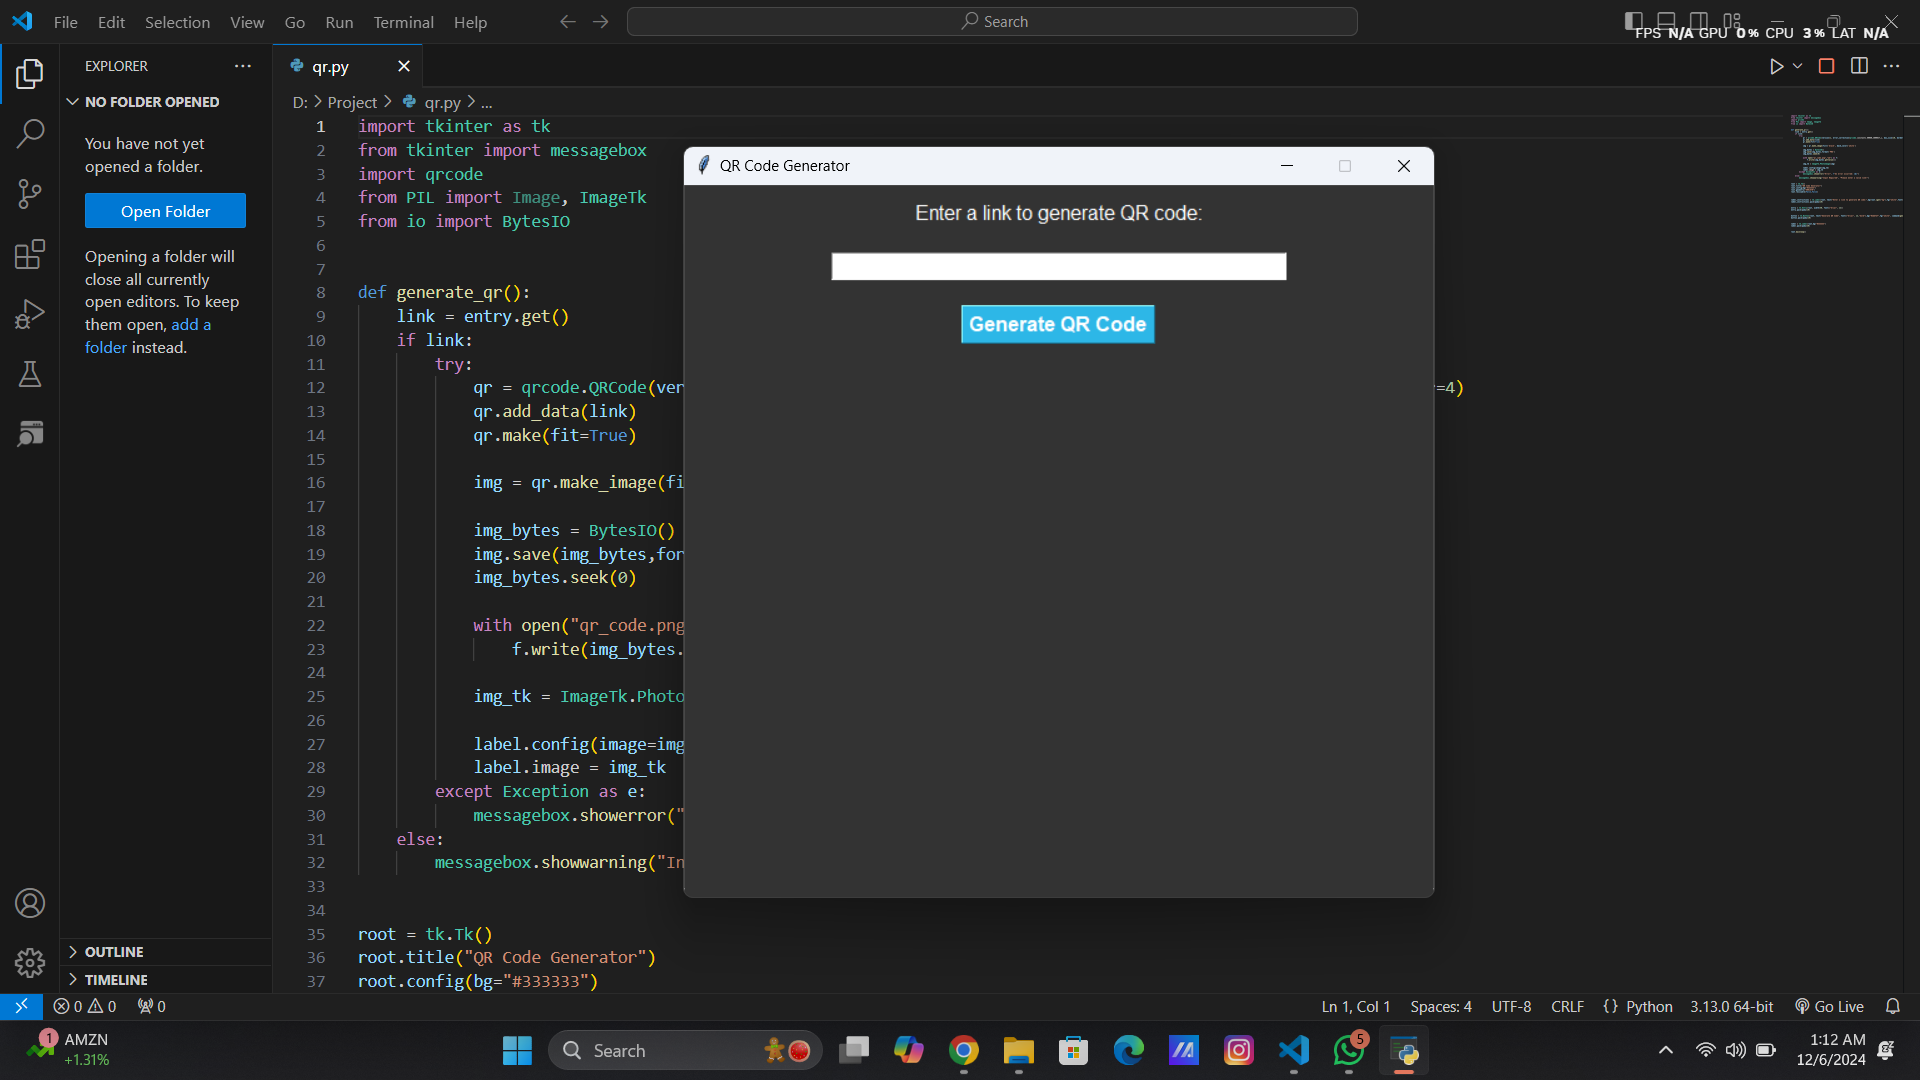 File Edit Selection View Go Run Terminal Help
Search
FPS N/A GPU 0% CPU 3% LAT N/A
EXPLORER
qr.py
NO FOLDER OPENED
You have not yet
opened a folder.
Open Folder
Opening a folder will
close all currently
open editors. To keep
them open, add a
folder instead.
OUTLINE
TIMELINE
D: > Project > qr.py > ...
1 import tkinter as tk
2 from tkinter import messagebox
3 import qrcode
4 from PIL import Image, ImageTk
5 from io import BytesIO
6
7
8 def generate_qr():
9 link = entry.get()
10 if link:
11 try:
12 qr = qrcode.QRCode(ver =4)
13 qr.add_data(link)
14 qr.make(fit=True)
15
16 img = qr.make_image(fi
17
18 img_bytes = BytesIO()
19 img.save(img_bytes,for
20 img_bytes.seek(0)
21
22 with open("qr_code.png
23 f.write(img_bytes.
24
25 img_tk = ImageTk.Photo
26
27 label.config(image=img
28 label.image = img_tk
29 except Exception as e:
30 messagebox.showerror("
31 else:
32 messagebox.showwarning("In
33
34
35 root = tk.Tk()
36 root.title("QR Code Generator")
37 root.config(bg="#333333")
QR Code Generator
Enter a link to generate QR code:
Generate QR Code
0 0 0
Ln 1, Col 1 Spaces: 4 UTF-8 CRLF {} Python 3.13.0 64-bit Go Live
1
AMZN
+1.31%
Search
5
1:12 AM
12/6/2024